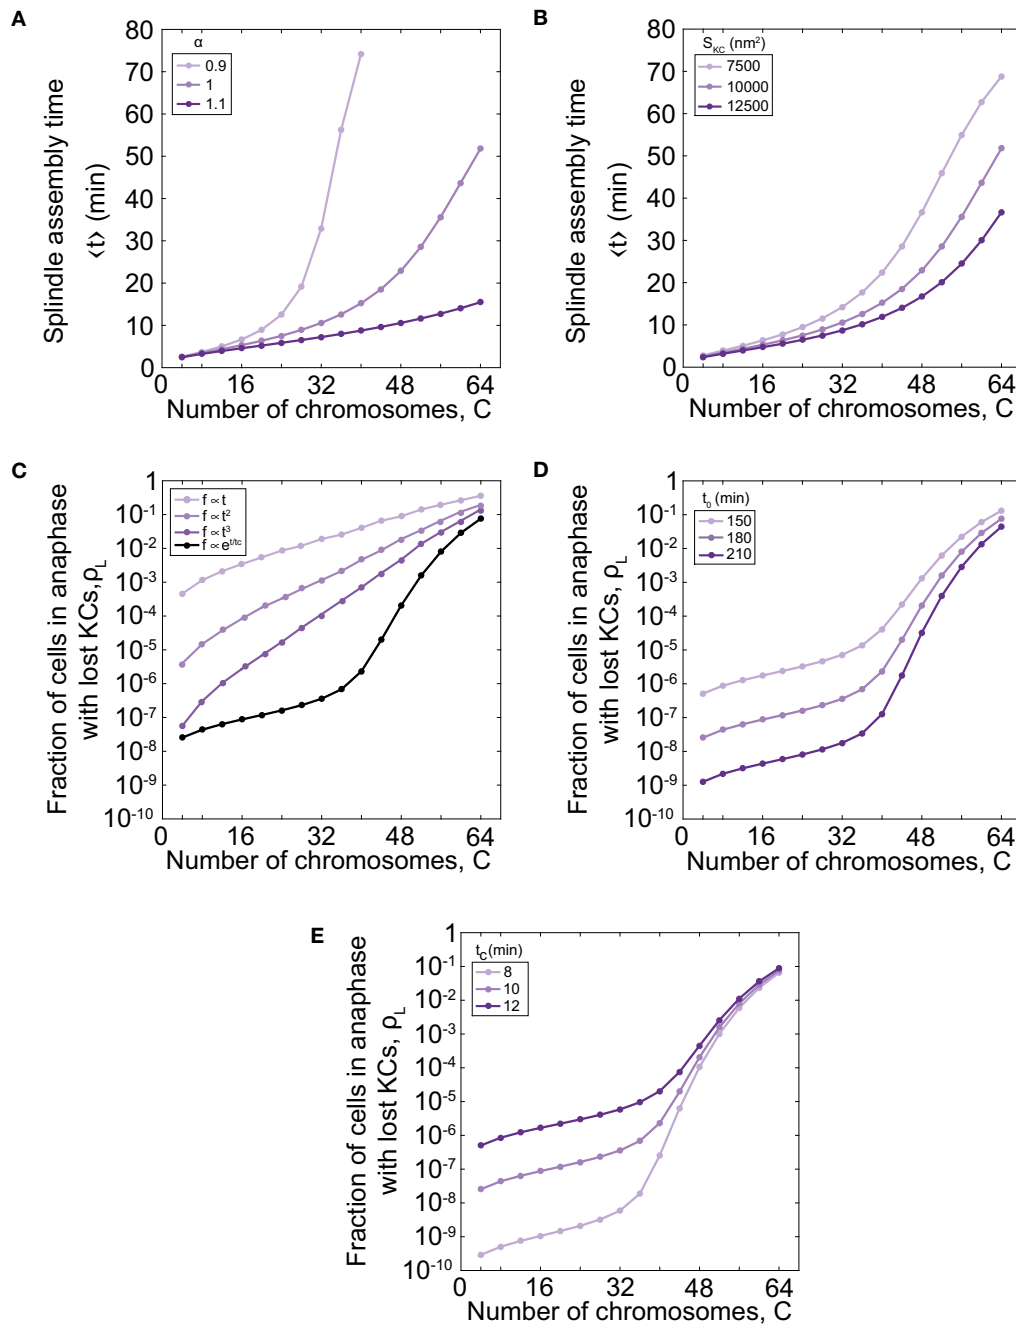 A
Splindle assembly time
⟨t⟩ (min)
80
70
60
50
40
30
20
10
0
α
0.9
1
1.1
0 16 32 48 64
Number of chromosomes, C
B
Splindle assembly time
⟨t⟩ (min)
80
70
60
50
40
30
20
10
0
S_KC (nm²)
7500
10000
12500
0 16 32 48 64
Number of chromosomes, C
C
Fraction of cells in anaphase
with lost KCs, ρ_L
1
10⁻¹
10⁻²
10⁻³
10⁻⁴
10⁻⁵
10⁻⁶
10⁻⁷
10⁻⁸
10⁻⁹
10⁻¹⁰
f ∝ t
f ∝ t²
f ∝ t³
f ∝ e^t/tc
0 16 32 48 64
Number of chromosomes, C
D
Fraction of cells in anaphase
with lost KCs, ρ_L
1
10⁻¹
10⁻²
10⁻³
10⁻⁴
10⁻⁵
10⁻⁶
10⁻⁷
10⁻⁸
10⁻⁹
10⁻¹⁰
t₀ (min)
150
180
210
0 16 32 48 64
Number of chromosomes, C
E
Fraction of cells in anaphase
with lost KCs, ρ_L
1
10⁻¹
10⁻²
10⁻³
10⁻⁴
10⁻⁵
10⁻⁶
10⁻⁷
10⁻⁸
10⁻⁹
10⁻¹⁰
t_C (min)
8
10
12
0 16 32 48 64
Number of chromosomes, C